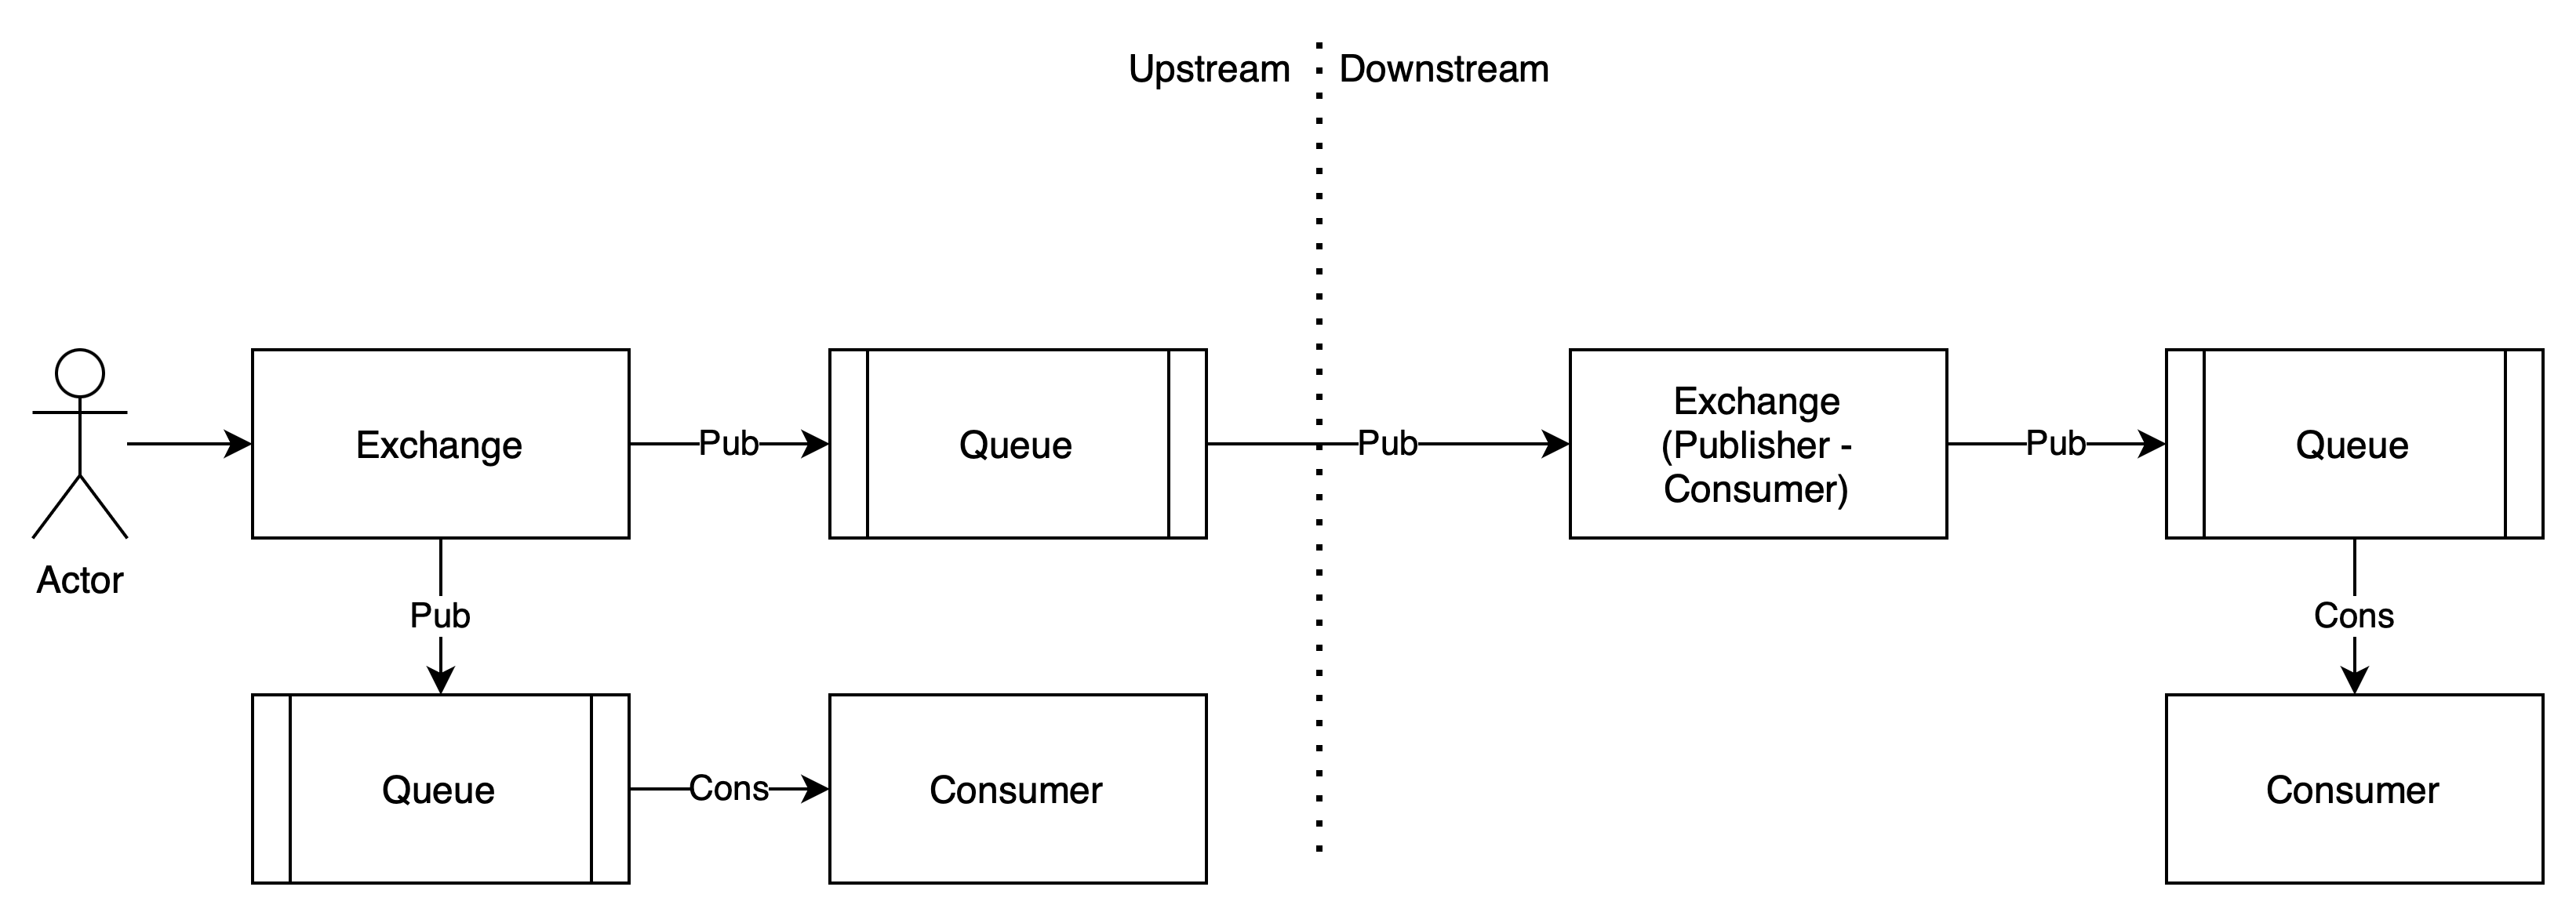 Upstream
Downstream
Exchange
Pub
Queue
Pub
Exchange
(Publisher -
Consumer)
Pub
Queue
Actor
Pub
Cons
Queue
Cons
Consumer
Consumer